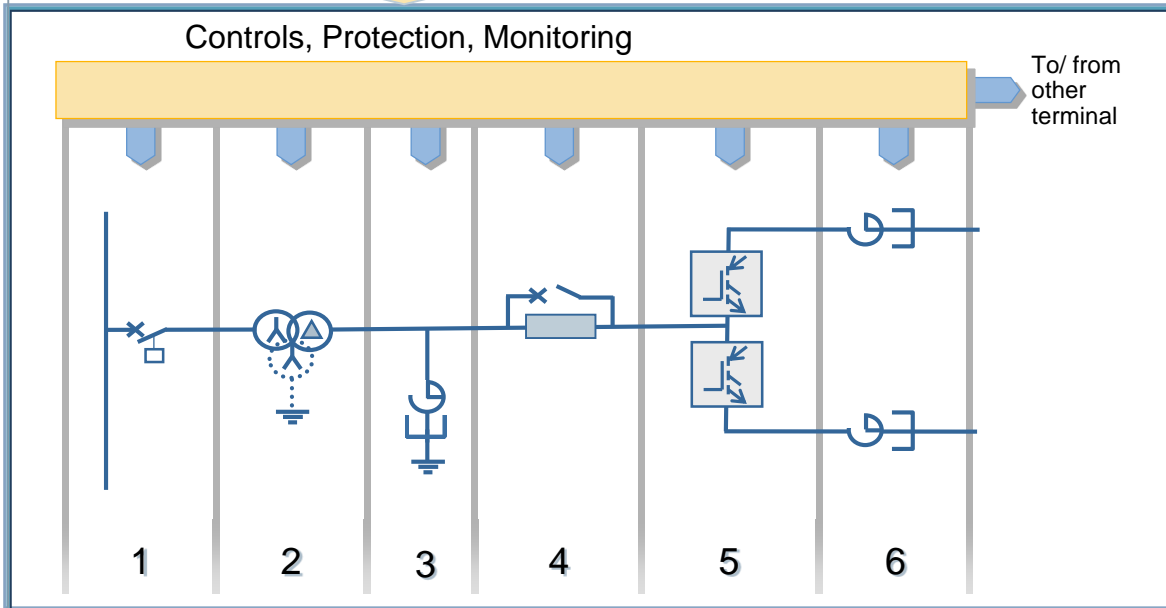 Controls, Protection, Monitoring
To/ from
other
terminal
1 2 3 4 5 6